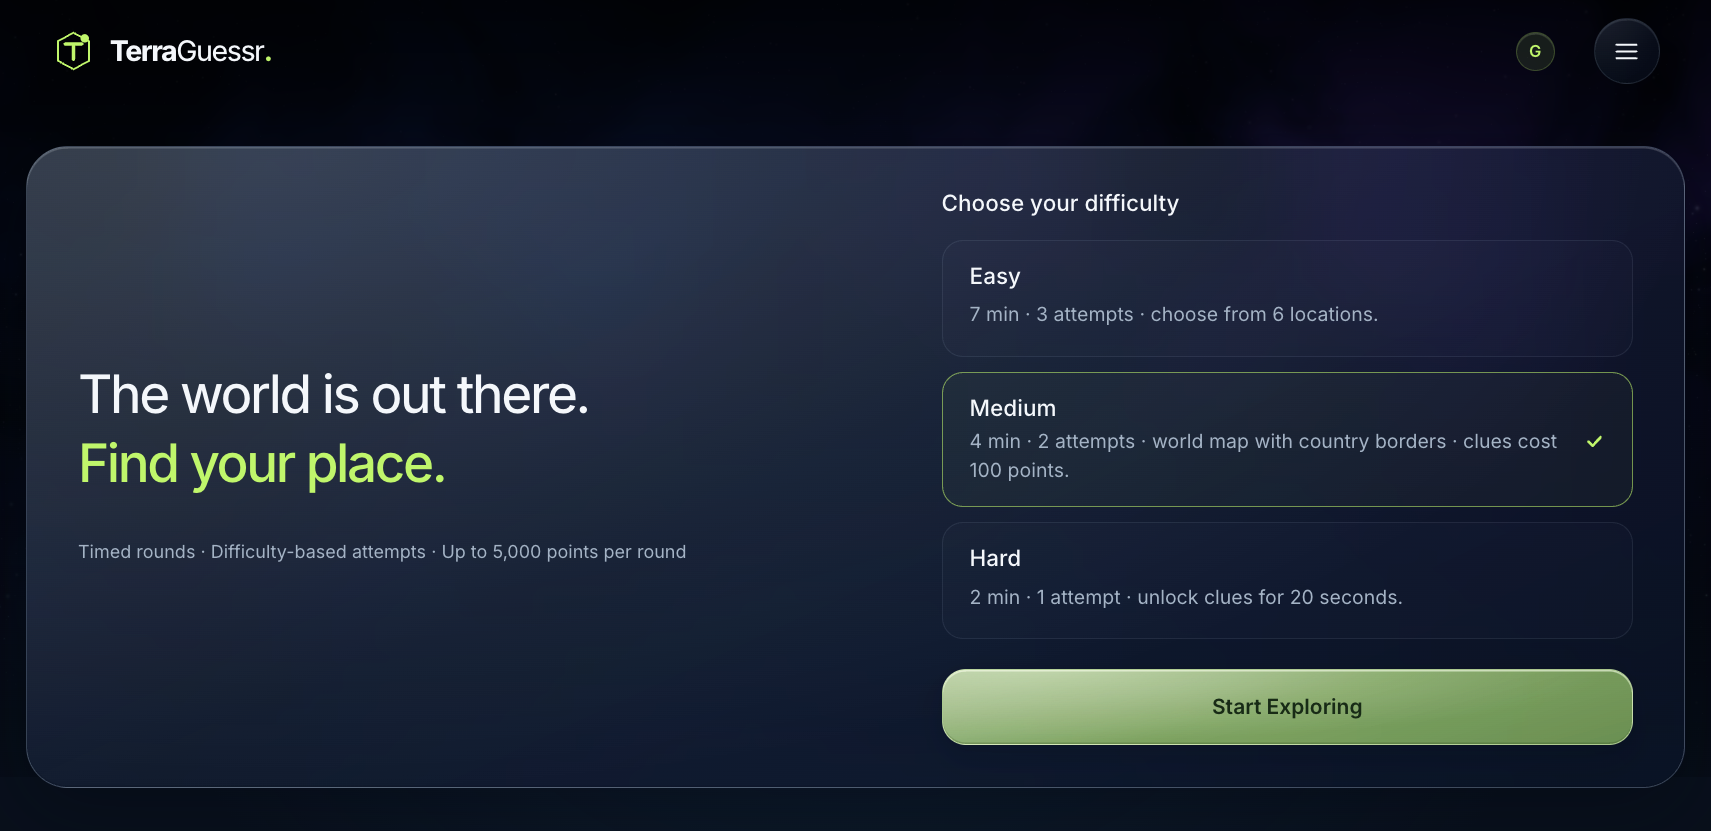 TerraGuessr.
G
The world is out there.
Find your place.
Timed rounds · Difficulty-based attempts · Up to 5,000 points per round
Choose your difficulty
Easy
7 min · 3 attempts · choose from 6 locations.
Medium
4 min · 2 attempts · world map with country borders · clues cost
100 points.
Hard
2 min · 1 attempt · unlock clues for 20 seconds.
Start Exploring